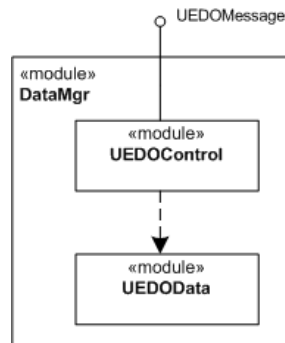 UEDOMessage
«module»
DataMgr
«module»
UEDOControl
«module»
UEDOData